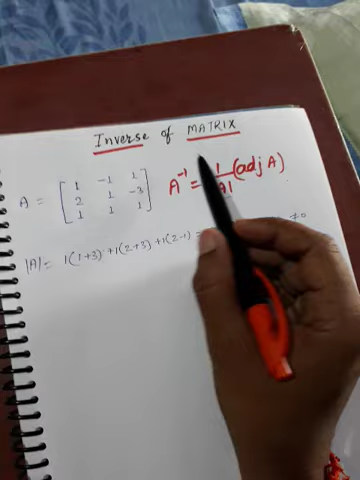 Inverse of MATRIX
A = [ 1 -1 1
2 1 -3
1 1 1 ]
A⁻¹ = 1/|A| (adj A)
|A| = 1(1+3) +1(2+3) +1(2-1) = ≠0